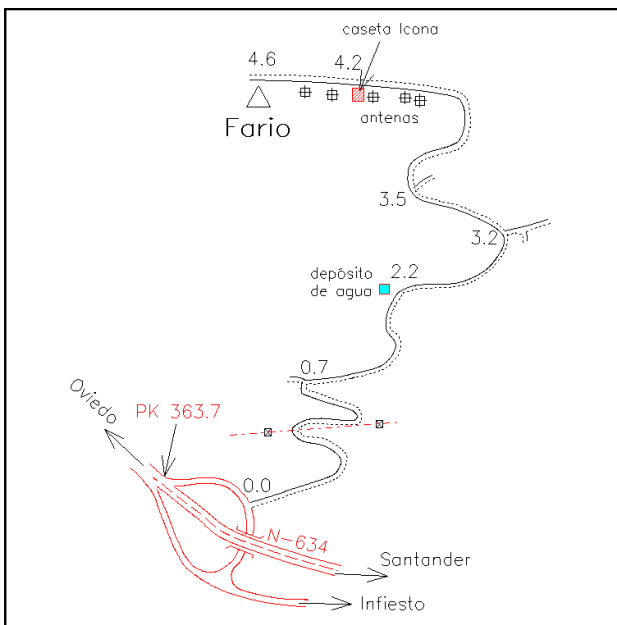 caseta Icona
4.6
4.2
Fario
antenas
3.5
3.2
depósito
de agua
2.2
0.7
Oviedo
PK 363.7
0.0
N-634
Santander
Infiesto